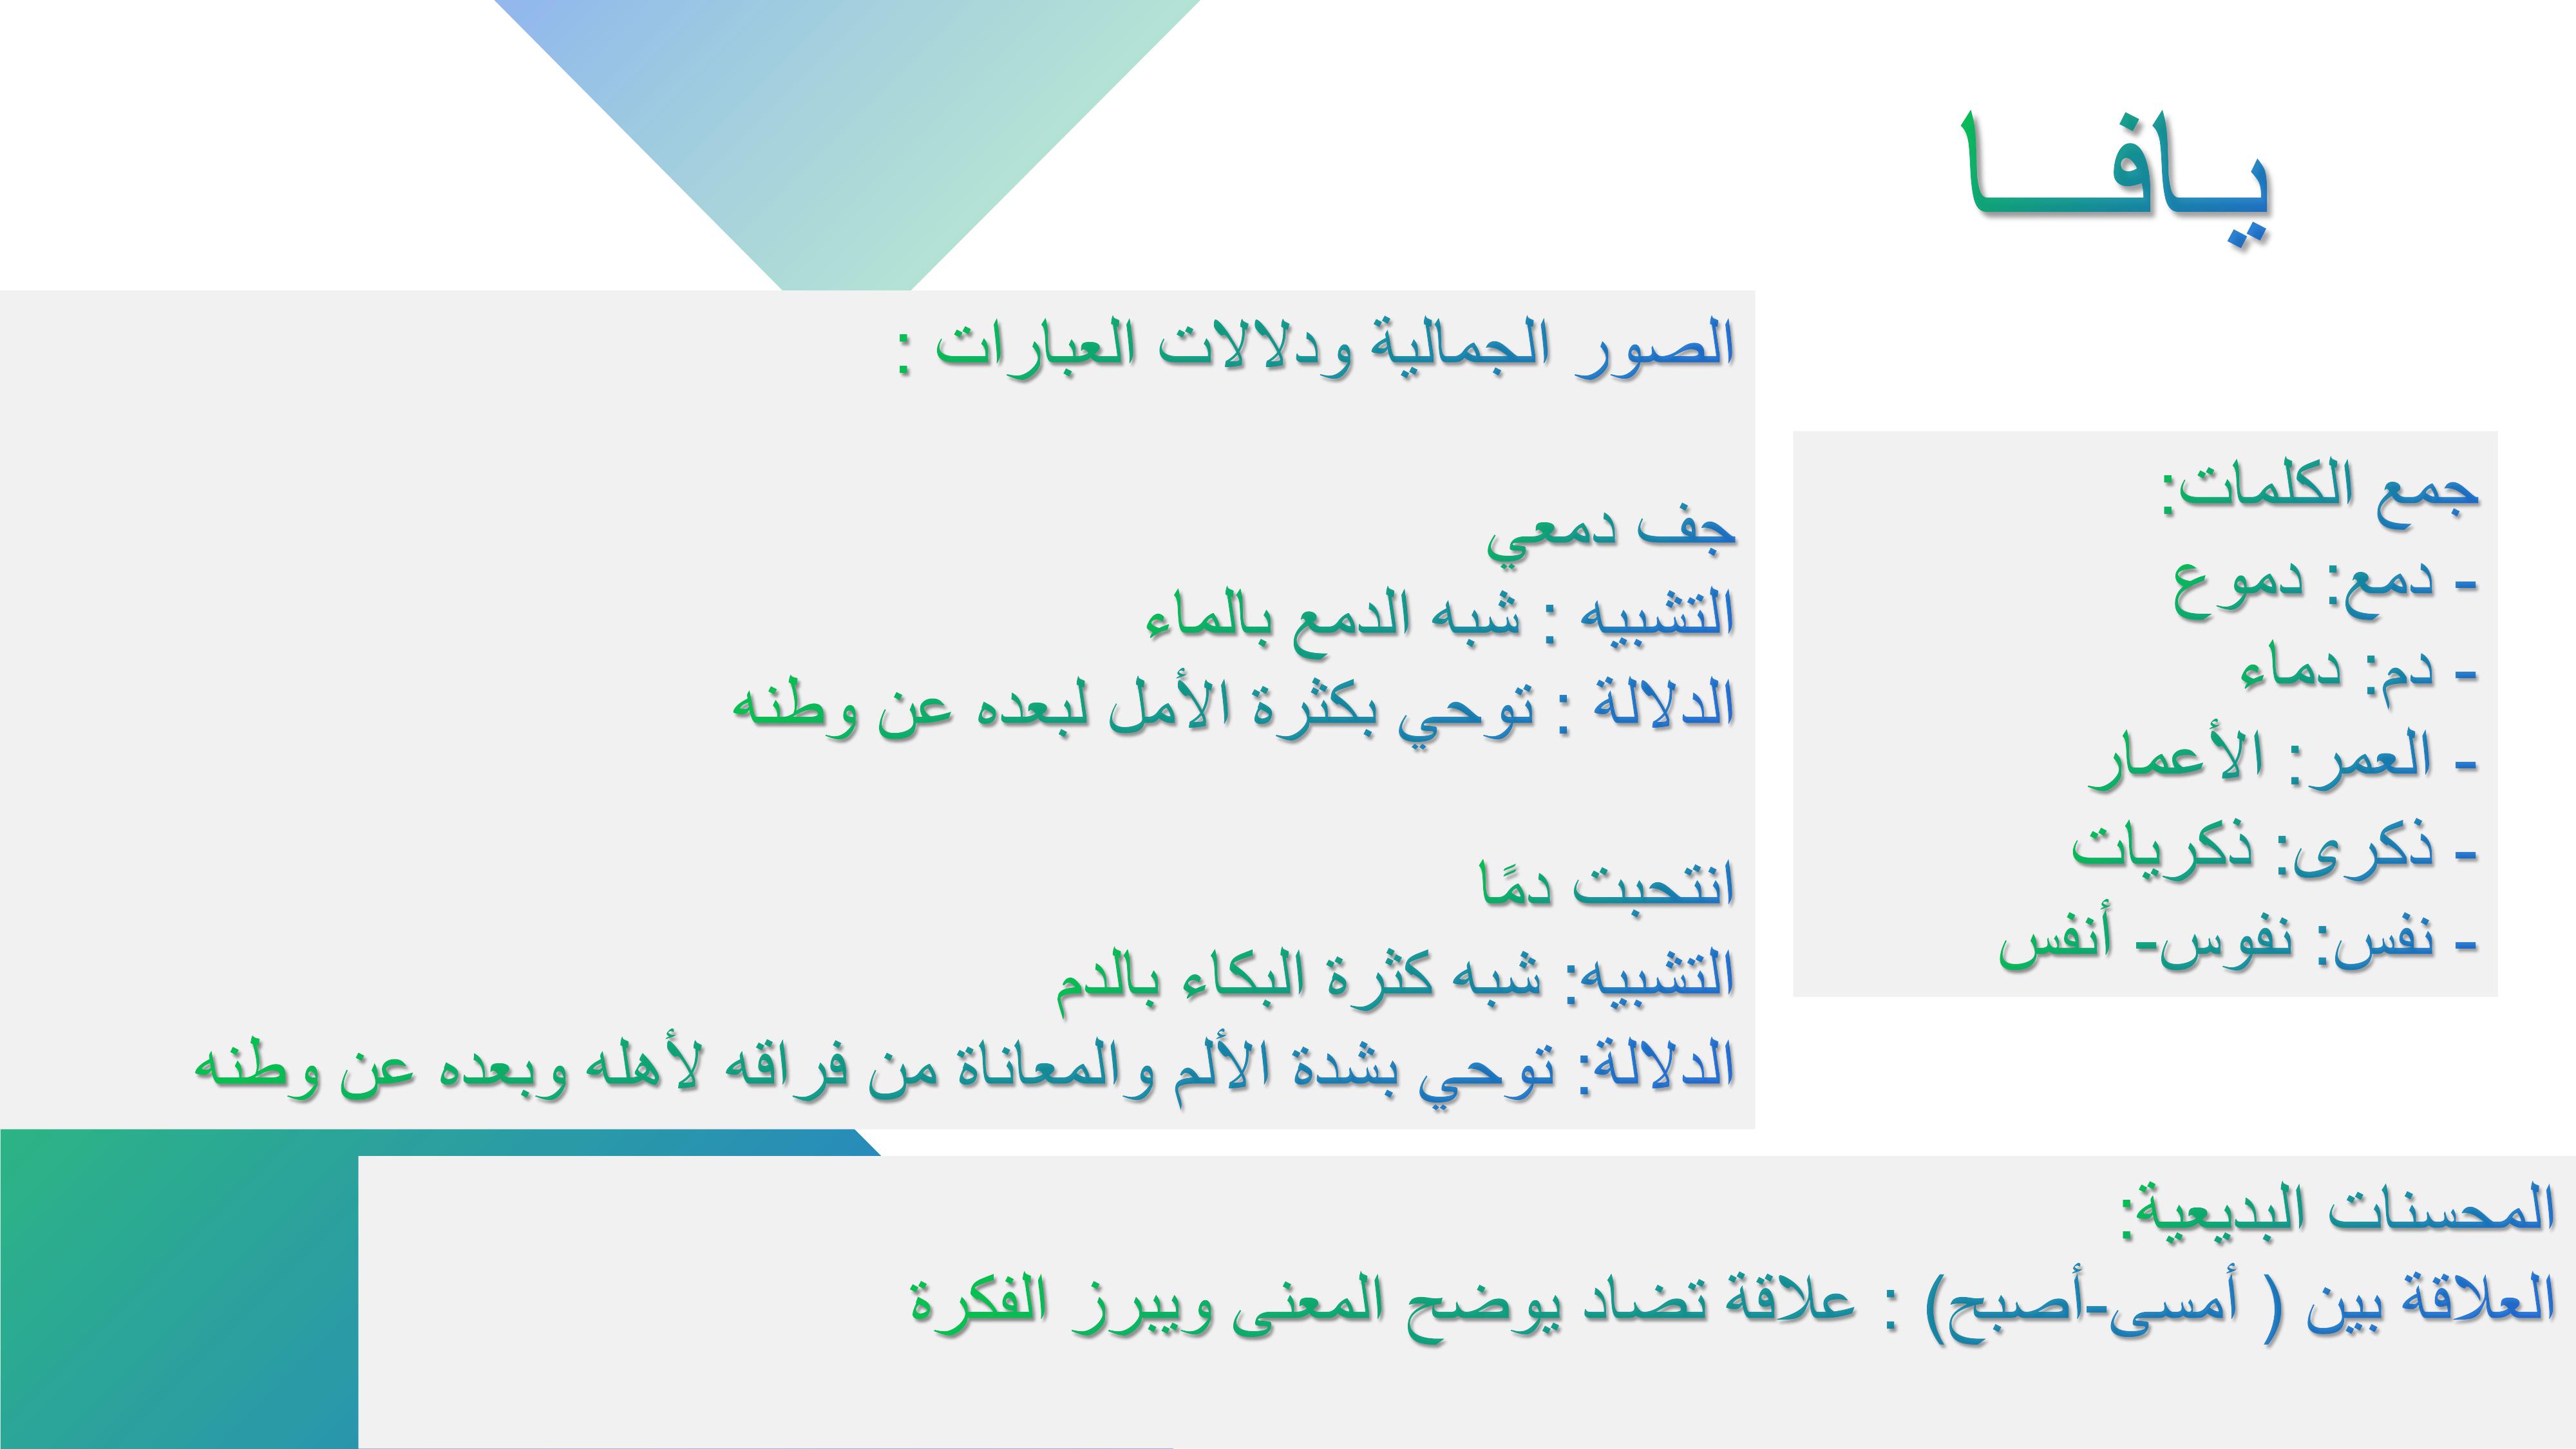 يافا
جمع الكلمات:
- دمع: دموع
- دم: دماء
- العمر: الأعمار
- ذكرى: ذكريات
- نفس: نفوس- أنفس
الصور الجمالية ودلالات العبارات :
جف دمعي
التشبيه : شبه الدمع بالماء
الدلالة : توحي بكثرة الأمل لبعده عن وطنه
انتحبت دمًا
التشبيه: شبه كثرة البكاء بالدم
الدلالة: توحي بشدة الألم والمعاناة من فراقه لأهله وبعده عن وطنه
المحسنات البديعية:
العلاقة بين ( أمسى-أصبح) : علاقة تضاد يوضح المعنى ويبرز الفكرة